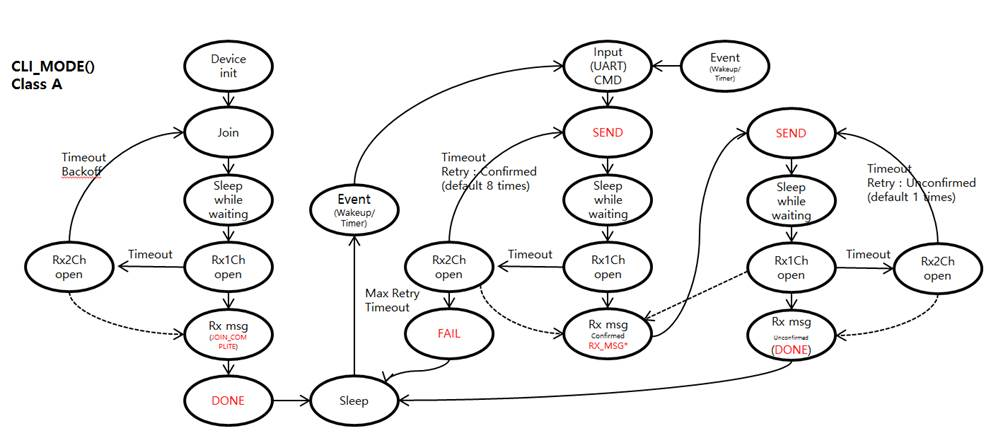 CLI_MODE()
Class A
Device
init
Join
Timeout
Backoff
Sleep
while
waiting
Rx2Ch
open
Timeout
Rx1Ch
open
Rx msg
(JOIN_COM
PLITE)
DONE
Sleep
Event
(Wakeup/
Timer)
Input
(UART)
CMD
Event
(Wakeup/
Timer)
SEND
Timeout
Retry : Confirmed
(default 8 times)
Sleep
while
waiting
Rx2Ch
open
Timeout
Rx1Ch
open
Max Retry
Timeout
FAIL
Rx msg
Confirmed
RX_MSG*
SEND
Timeout
Retry : Unconfirmed
(default 1 times)
Sleep
while
waiting
Rx1Ch
open
Timeout
Rx2Ch
open
Rx msg
Unconfirmed
(DONE)